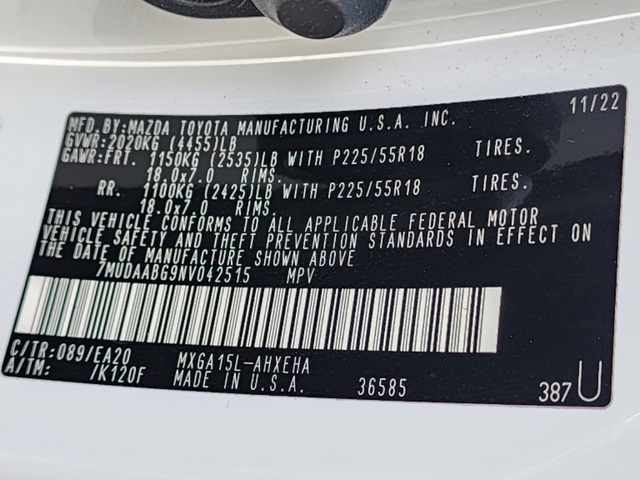 11/22
MFD.BY:MAZDA TOYOTA MANUFACTURING U.S.A. INC.
GVWR:2020KG (4455)LB
GAWR:FRT. 1150KG (2535)LB WITH P225/55R18 TIRES.
18.0x7.0 RIMS.
RR. 1100KG (2425)LB WITH P225/55R18 TIRES.
18.0x7.0 RIMS.
THIS VEHICLE CONFORMS TO ALL APPLICABLE FEDERAL MOTOR
VEHICLE SAFETY AND THEFT PREVENTION STANDARDS IN EFFECT ON
THE DATE OF MANUFACTURE SHOWN ABOVE
7MUDAABG9NV042515 MPV
C/TR:089/EA20 MXGA15L-AHXEHA
A/TM: /K120F MADE IN U.S.A. 36585
387 U